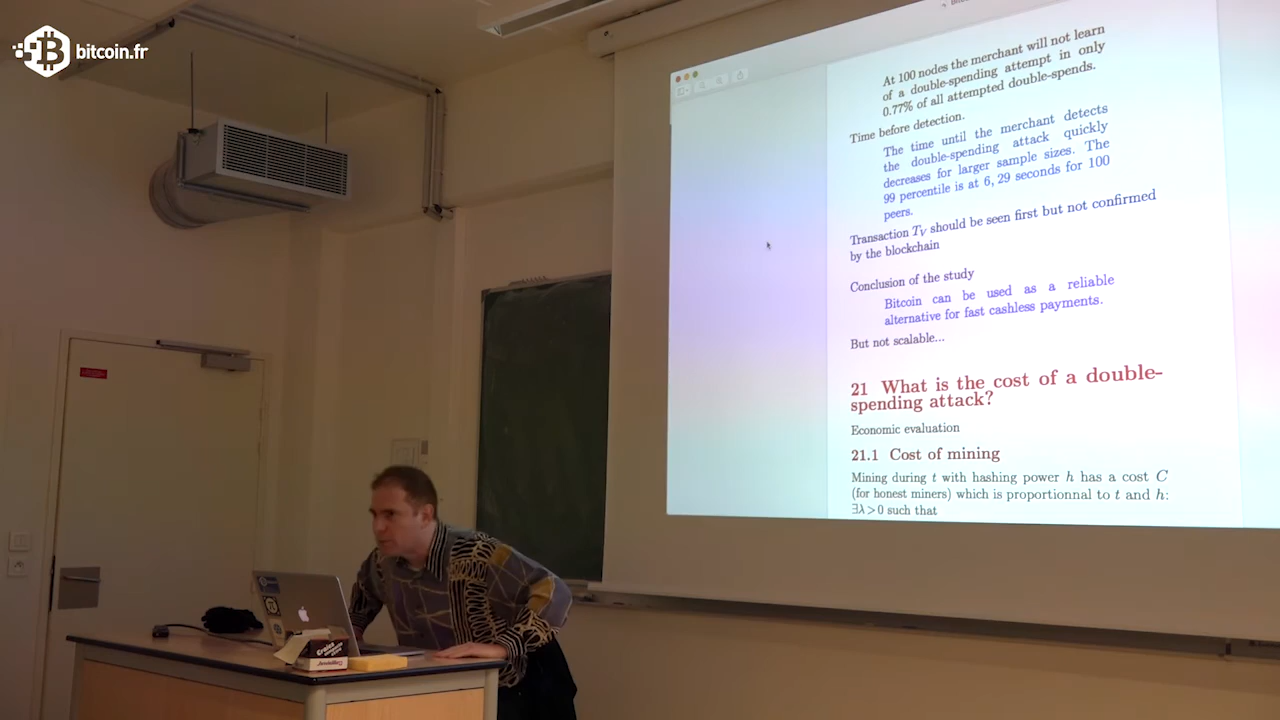 bitcoin.fr
At 100 nodes the merchant will not learn
of a double-spending attempt in only
0.77% of all attempted double-spends.
Time before detection.
The time until the merchant detects
the double-spending attack quickly
decreases for larger sample sizes. The
99 percentile is at 6, 29 seconds for 100
peers.
Transaction TV should be seen first but not confirmed
by the blockchain
Conclusion of the study
Bitcoin can be used as a reliable
alternative for fast cashless payments.
But not scalable...
21 What is the cost of a double-
spending attack?
Economic evaluation
21.1 Cost of mining
Mining during t with hashing power h has a cost C
(for honest miners) which is proportionnal to t and h:
∃λ>0 such that